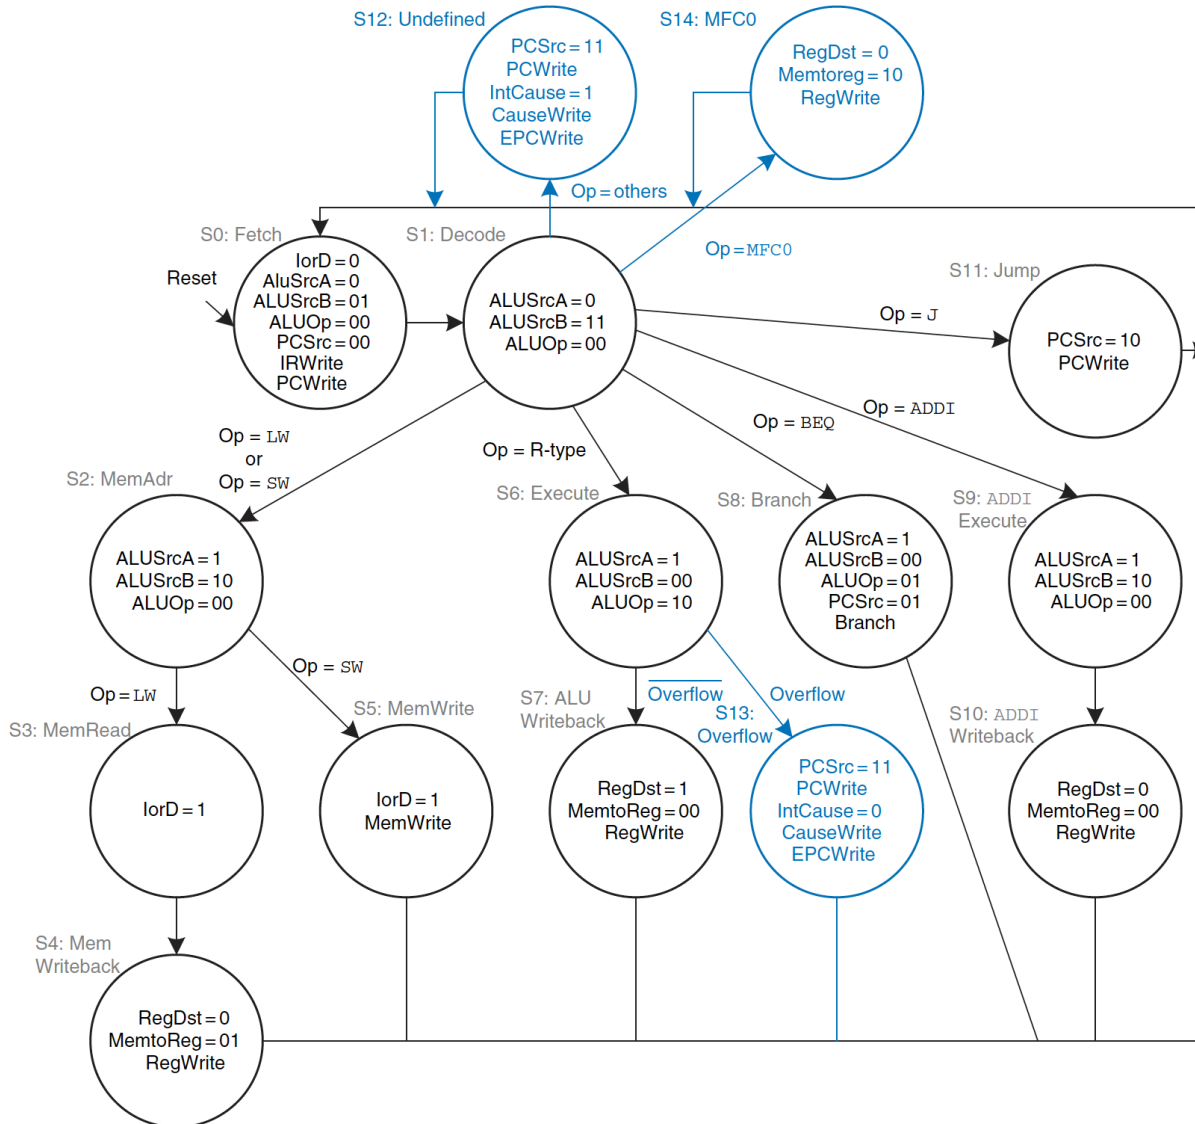 S12: Undefined
PCSrc = 11
PCWrite
IntCause = 1
CauseWrite
EPCWrite
S14: MFC0
RegDst = 0
Memtoreg = 10
RegWrite
Op = others
S0: Fetch
Reset
IorD = 0
AluSrcA = 0
ALUSrcB = 01
ALUOp = 00
PCSrc = 00
IRWrite
PCWrite
S1: Decode
ALUSrcA = 0
ALUSrcB = 11
ALUOp = 00
Op = MFC0
S11: Jump
Op = J
PCSrc = 10
PCWrite
Op = LW
or
Op = SW
Op = R-type
Op = BEQ
Op = ADDI
S2: MemAdr
ALUSrcA = 1
ALUSrcB = 10
ALUOp = 00
S6: Execute
ALUSrcA = 1
ALUSrcB = 00
ALUOp = 10
S8: Branch
ALUSrcA = 1
ALUSrcB = 00
ALUOp = 01
PCSrc = 01
Branch
S9: ADDI
Execute
ALUSrcA = 1
ALUSrcB = 10
ALUOp = 00
Op = LW
Op = SW
Overflow
Overflow
S3: MemRead
IorD = 1
S5: MemWrite
IorD = 1
MemWrite
S7: ALU
Writeback
RegDst = 1
MemtoReg = 00
RegWrite
S13:
Overflow
PCSrc = 11
PCWrite
IntCause = 0
CauseWrite
EPCWrite
S10: ADDI
Writeback
RegDst = 0
MemtoReg = 00
RegWrite
S4: Mem
Writeback
RegDst = 0
MemtoReg = 01
RegWrite